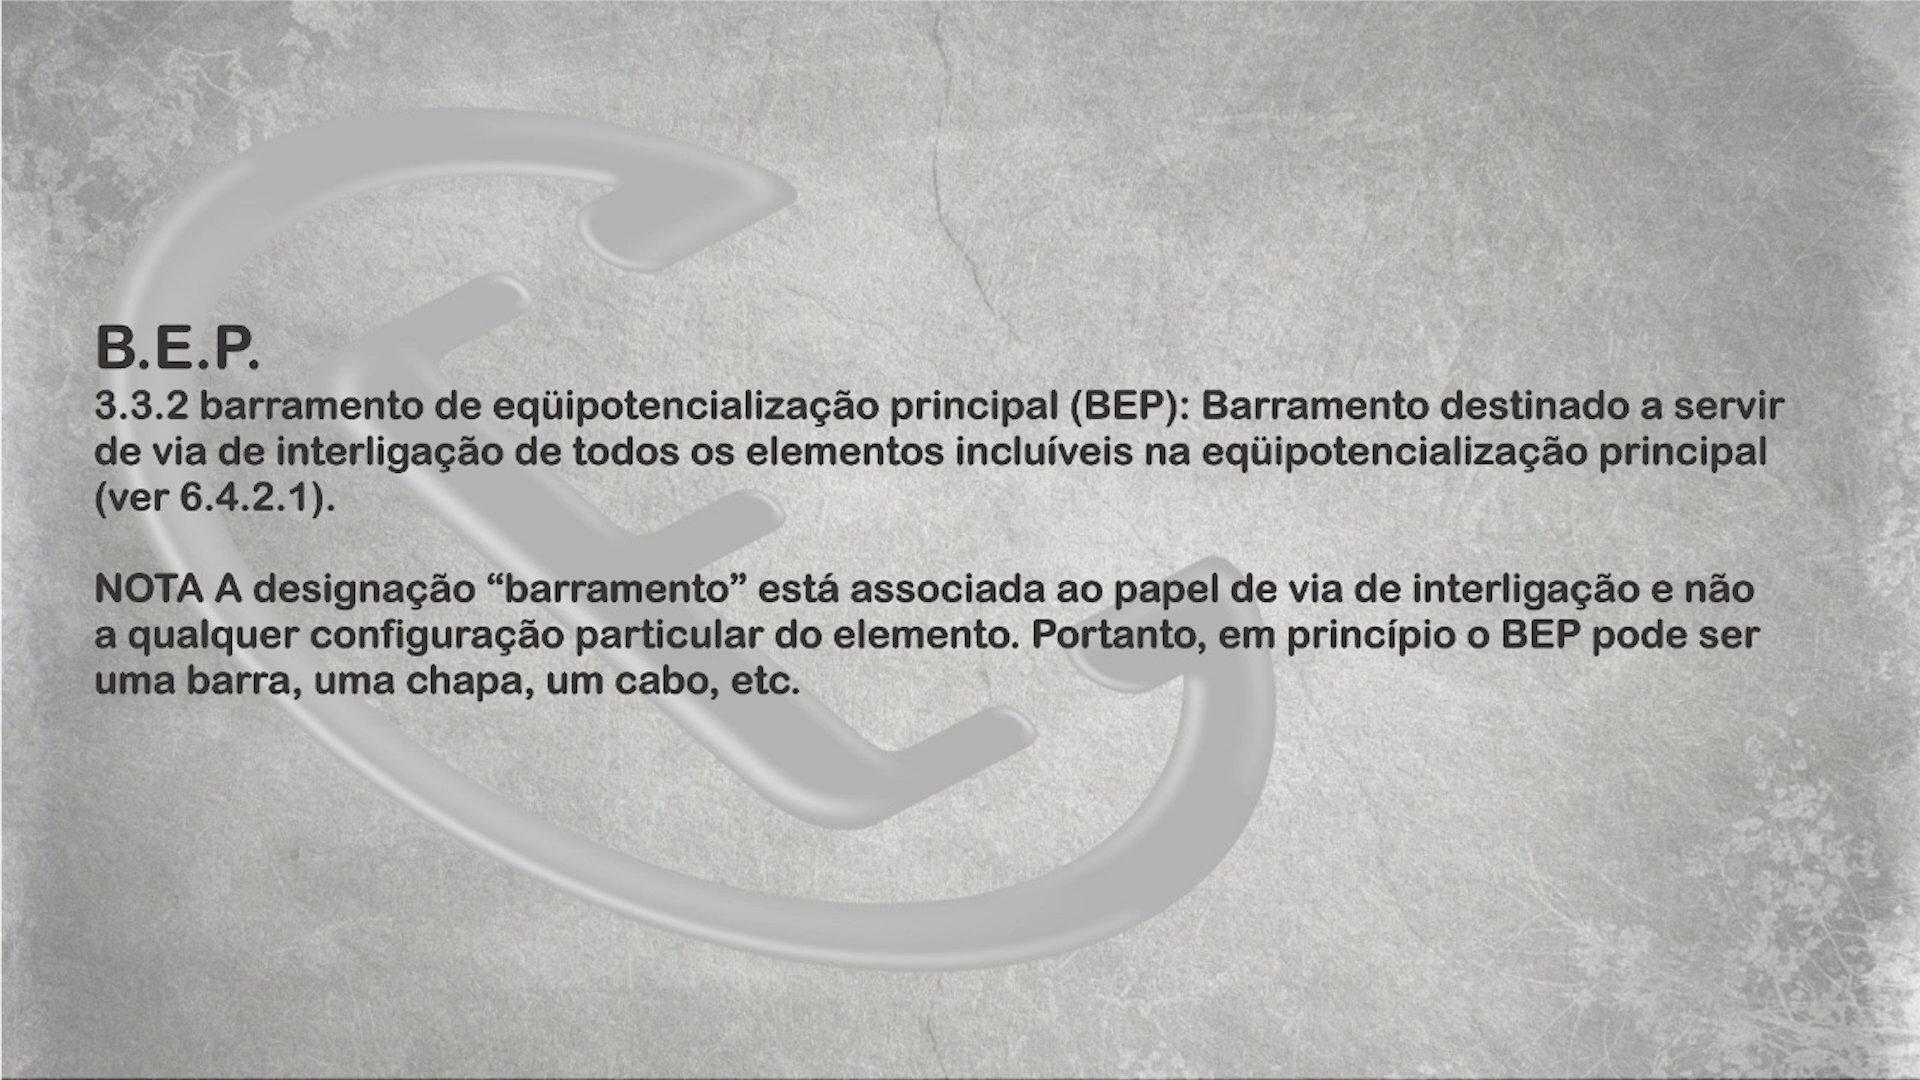 B.E.P.
3.3.2 barramento de eqüipotencialização principal (BEP): Barramento destinado a servir
de via de interligação de todos os elementos incluíveis na eqüipotencialização principal
(ver 6.4.2.1).
NOTA A designação “barramento” está associada ao papel de via de interligação e não
a qualquer configuração particular do elemento. Portanto, em princípio o BEP pode ser
uma barra, uma chapa, um cabo, etc.